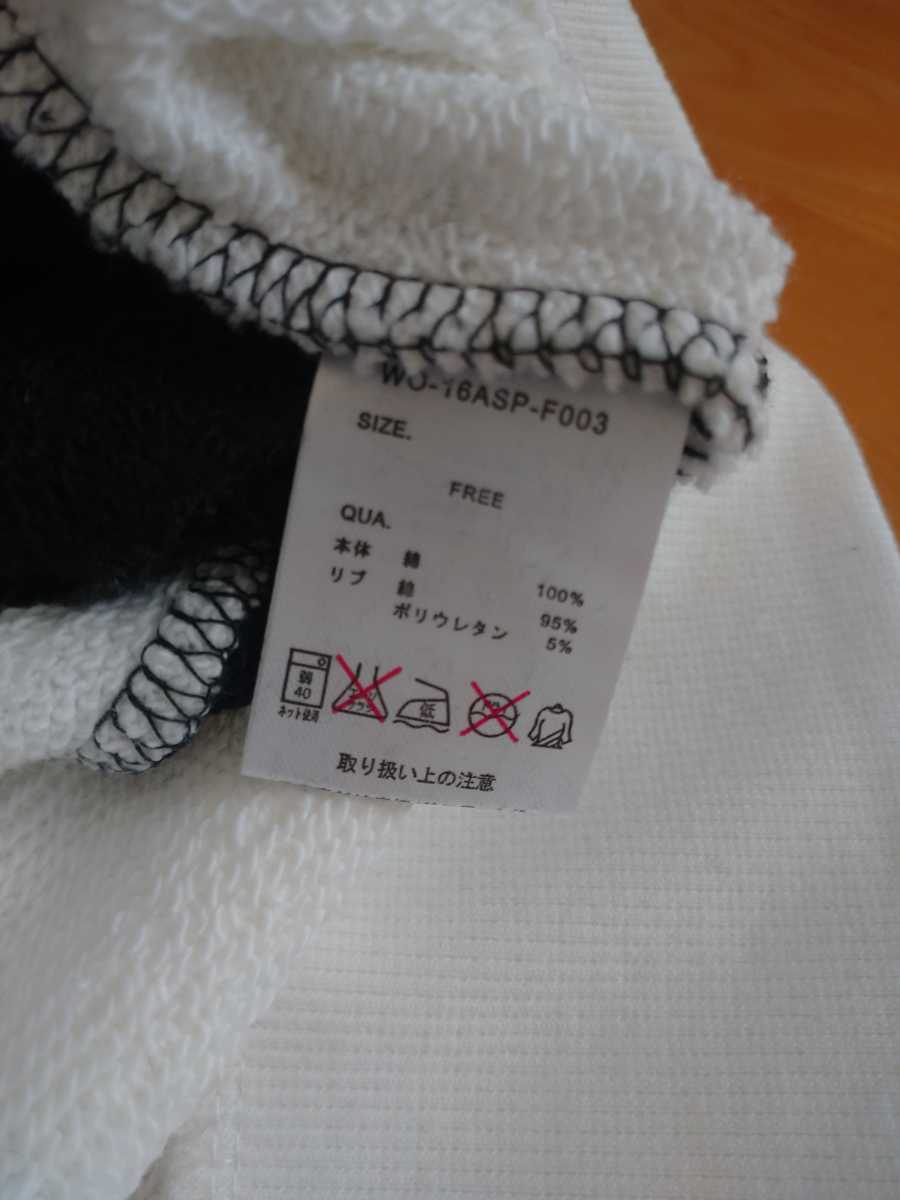 WO-16ASP-F003
SIZE.
FREE
QUA.
本体 綿 100%
リブ 綿 95%
ポリウレタン 5%
弱
40
ネット使用
低
取り扱い上の注意